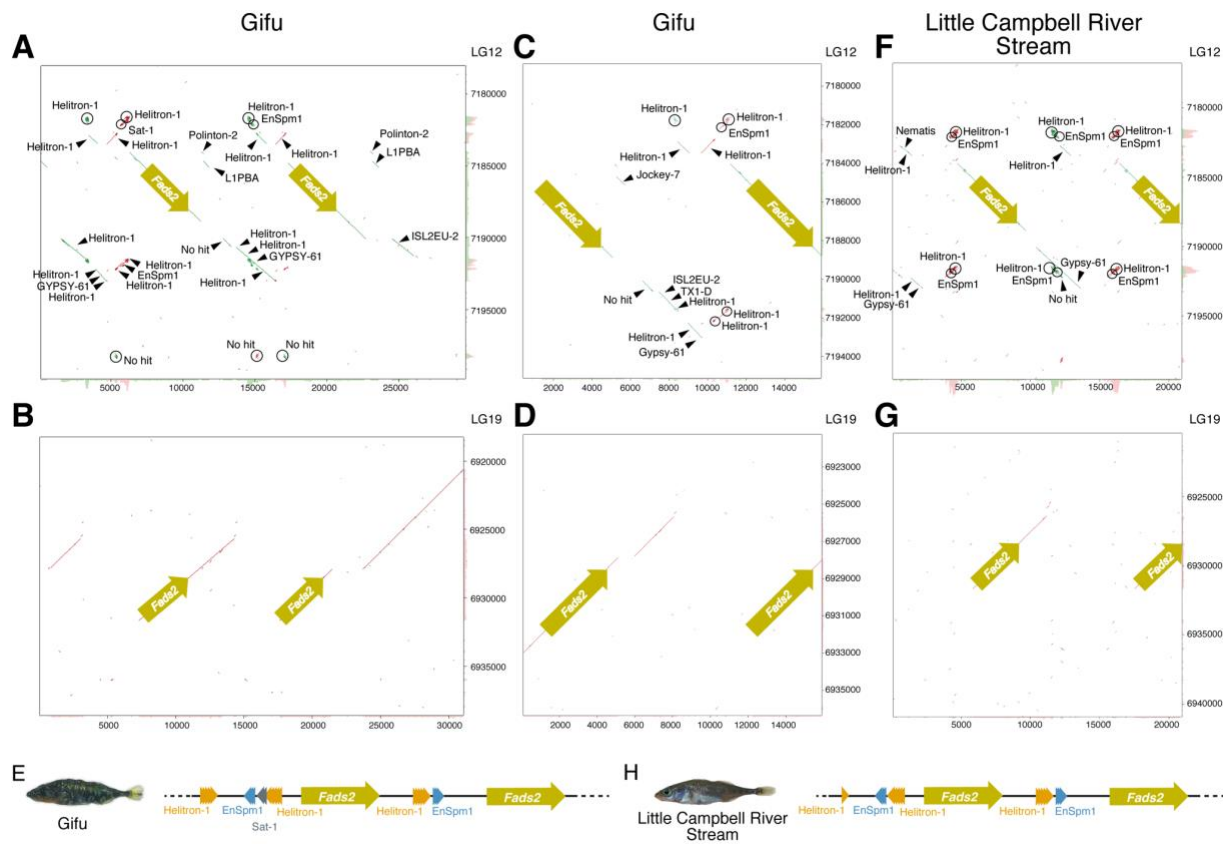 Gifu
Gifu
Little Campbell River
Stream
A
LG12
Helitron-1
Helitron-1
EnSpm1
Helitron-1
Sat-1
Polinton-2
Polinton-2
Helitron-1
Helitron-1
Helitron-1
Helitron-1
L1PBA
L1PBA
Fads2
Fads2
Helitron-1
Helitron-1
Helitron-1
ISL2EU-2
No hit
GYPSY-61
Helitron-1
Helitron-1
EnSpm1
GYPSY-61
Helitron-1
Helitron-1
Helitron-1
No hit
No hit
No hit
7180000
7185000
7190000
7195000
5000 10000 15000 20000 25000
C
LG12
Helitron-1
Helitron-1
EnSpm1
Helitron-1
Helitron-1
Jockey-7
Fads2
Fads2
ISL2EU-2
No hit
TX1-D
Helitron-1
Helitron-1
Helitron-1
Helitron-1
Gypsy-61
7180000
7182000
7184000
7186000
7188000
7190000
7192000
7194000
2000 4000 6000 8000 10000 12000 14000 16000
F
LG12
Helitron-1
Helitron-1
Helitron-1
Nematis
EnSpm1
EnSpm1
EnSpm1
Helitron-1
Helitron-1
Fads2
Fads2
Helitron-1
Helitron-1
Gypsy-61
Helitron-1
EnSpm1
EnSpm1
EnSpm1
Helitron-1
Gypsy-61
No hit
7180000
7185000
7190000
7195000
5000 10000 15000 20000
B
LG19
Fads2
Fads2
6920000
6925000
6930000
6935000
5000 10000 15000 20000 25000 30000
D
LG19
Fads2
Fads2
6923000
6925000
6927000
6929000
6931000
6933000
6935000
2000 4000 6000 8000 10000 12000 14000
G
LG19
Fads2
Fads2
6925000
6930000
6935000
6940000
5000 10000 15000 20000
E
Gifu
Helitron-1
EnSpm1
Sat-1
Helitron-1
Fads2
Helitron-1
EnSpm1
Fads2
H
Little Campbell River
Stream
Helitron-1
EnSpm1
Helitron-1
Fads2
Helitron-1
EnSpm1
Fads2